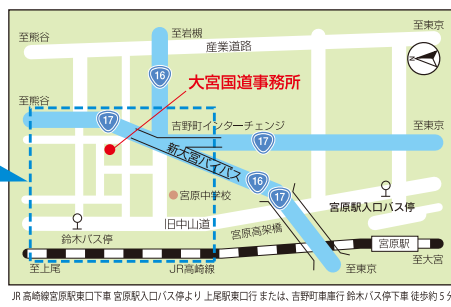 至熊谷
至岩槻
至東京
産業道路
16
大宮国道事務所
至熊谷
17
吉野町インターチェンジ
17
至東京
新大宮バイパス
16
17
宮原中学校
宮原駅入口バス停
旧中山道
宮原高架橋
鈴木バス停
宮原駅
至上尾
JR高崎線
至東京
至大宮
JR高崎線宮原駅東口下車 宮原駅入口バス停より 上尾駅東口行 または、吉野町車庫行 鈴木バス停下車 徒歩約5